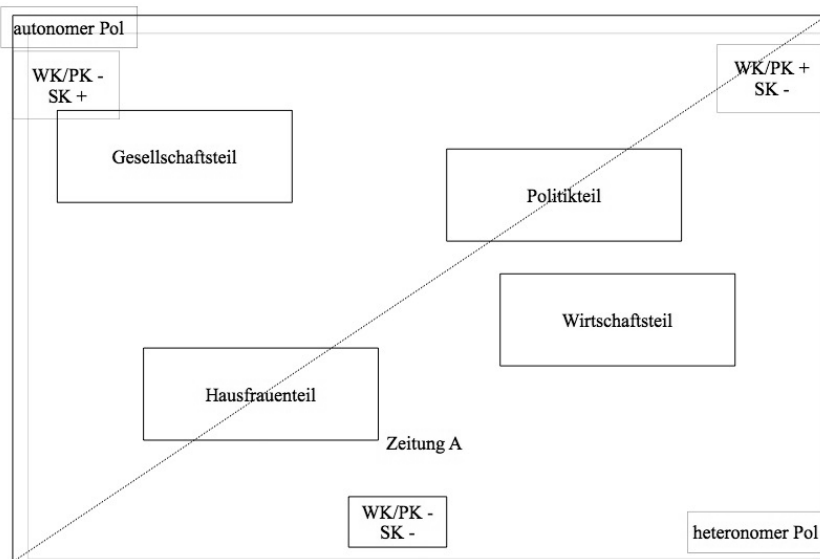 autonomer Pol
WK/PK -
SK +
WK/PK +
SK -
Gesellschaftsteil
Politikteil
Wirtschaftsteil
Hausfrauenteil
Zeitung A
WK/PK -
SK -
heteronomer Pol